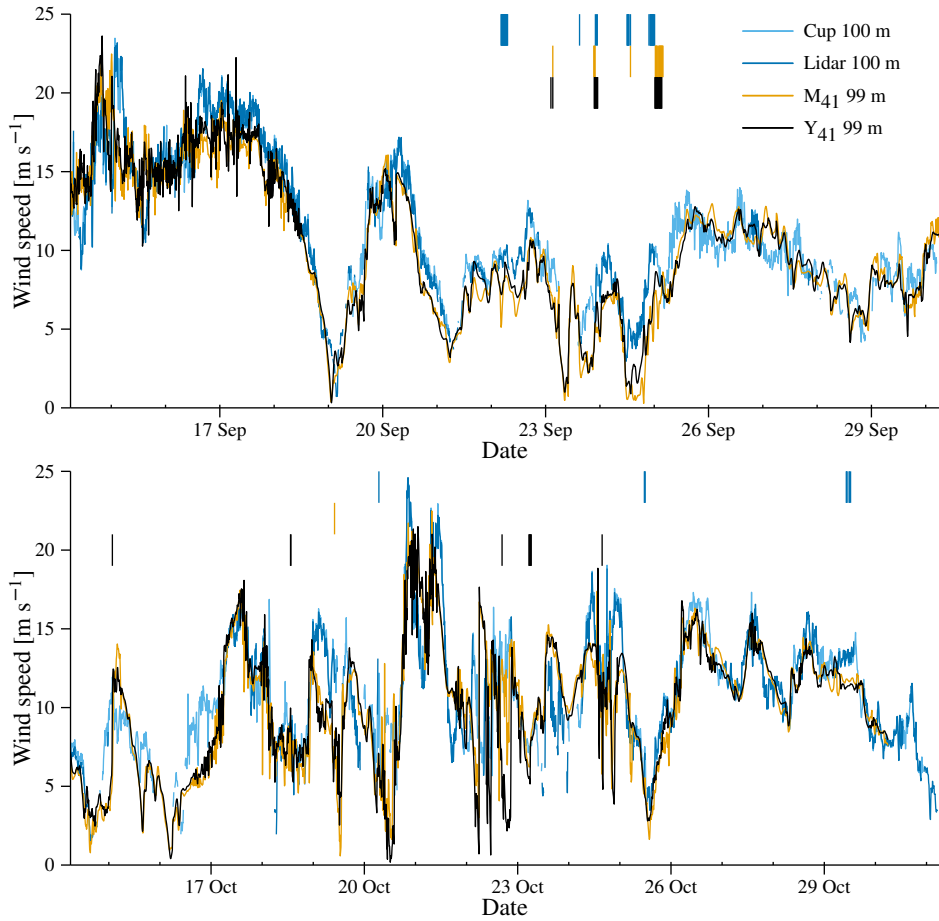 25
20
15
10
5
0
Wind speed [m s⁻¹]
Cup 100 m
Lidar 100 m
M₄₁ 99 m
Y₄₁ 99 m
17 Sep 20 Sep 23 Sep 26 Sep 29 Sep
Date
25
20
15
10
5
0
Wind speed [m s⁻¹]
17 Oct 20 Oct 23 Oct 26 Oct 29 Oct
Date